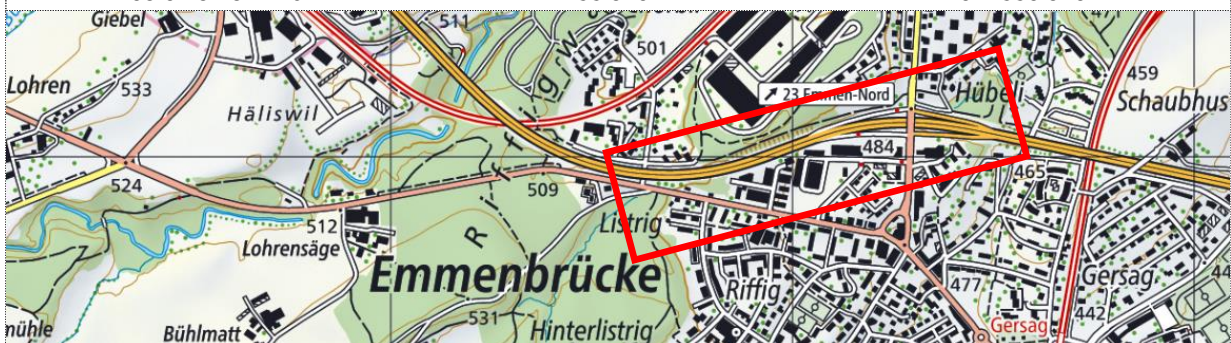 Giebel
511
501
459
Lohren
533
23 Emmen-Nord
Hübeli
Schaubhus
Häliswil
Riffig W
484
524
509
465
512
Listrig
Lohrensäge
Emmenbrücke
Riffig
477
Gersag
mühle
Bühlmatt
531
Hinterlistrig
Gersag
442